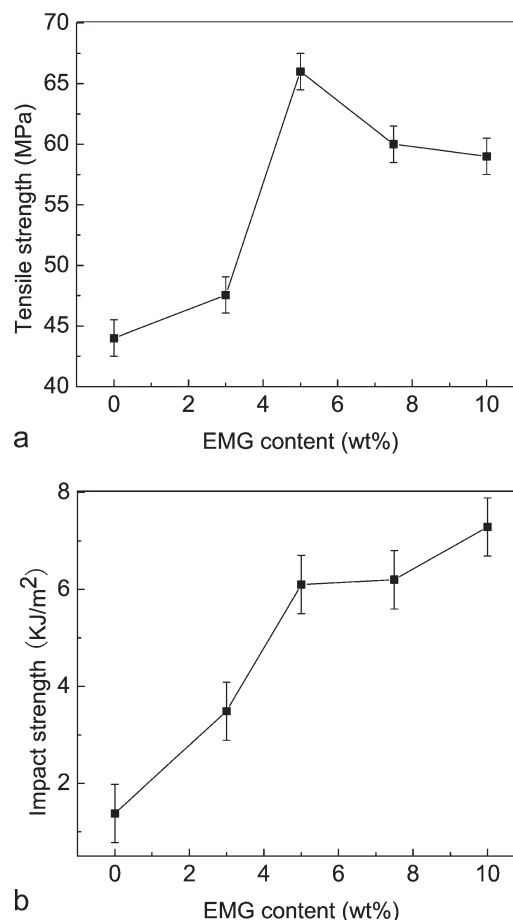 70
65
60
55
50
45
40
Tensile strength (MPa)
0 2 4 6 8 10
a
EMG content (wt%)
8
6
4
2
Impact strength (KJ/m²)
0 2 4 6 8 10
b
EMG content (wt%)